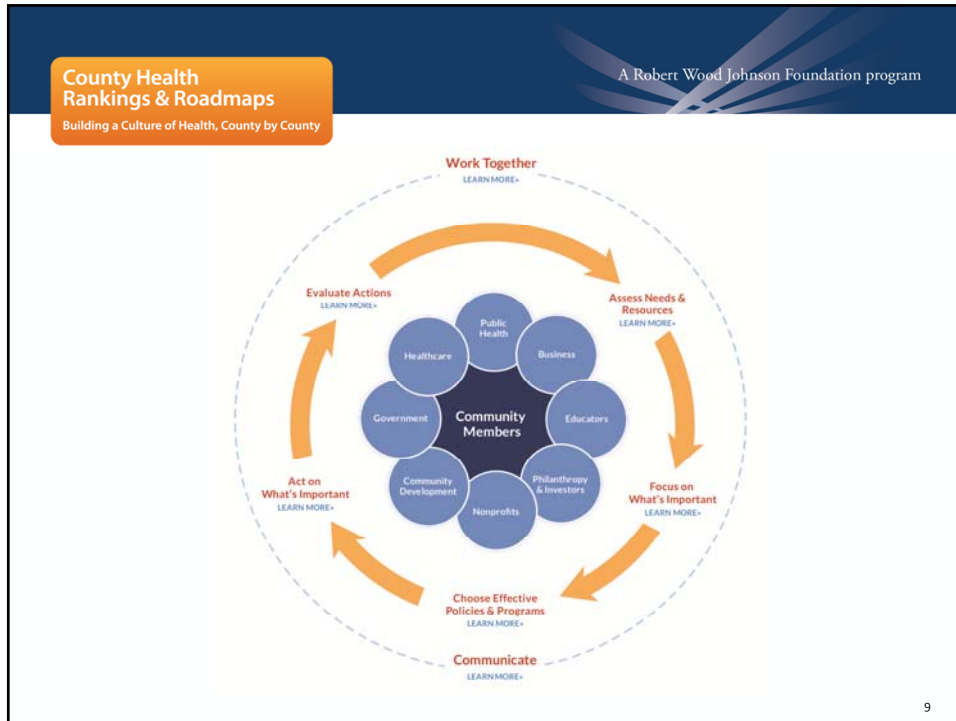 County Health
Rankings & Roadmaps
Building a Culture of Health, County by County
A Robert Wood Johnson Foundation program
Work Together
LEARN MORE»
Evaluate Actions
LEARN MORE»
Assess Needs &
Resources
LEARN MORE»
Public
Health
Healthcare
Business
Government
Community
Members
Educators
Community
Development
Philanthropy
& Investors
Nonprofits
Act on
What's Important
LEARN MORE»
Focus on
What's Important
LEARN MORE»
Choose Effective
Policies & Programs
LEARN MORE»
Communicate
LEARN MORE»
9